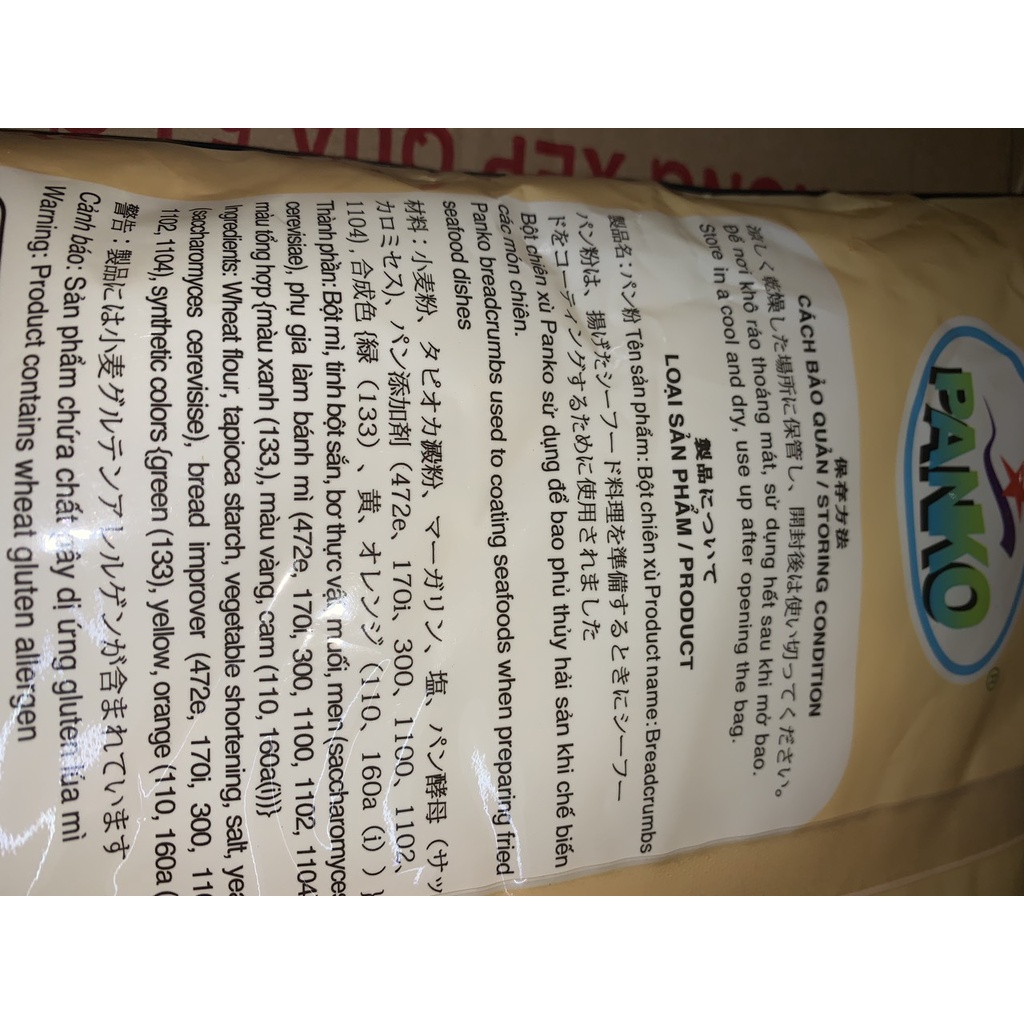 PANKO
®
保存方法
CÁCH BẢO QUẢN / STORING CONDITION
涼しく乾燥した場所に保管し、開封後は使い切ってください。
Để nơi khô ráo thoáng mát, sử dụng hết sau khi mở bao.
Store in a cool and dry, use up after opening the bag.
製品について
LOẠI SẢN PHẨM / PRODUCT
製品名：パン粉 Tên sản phẩm: Bột chiên xù Product name: Breadcrumbs
パン粉は、揚げたシーフード料理を準備するときにシーフー
ドをコーティングするために使用されました
Bột chiên xù Panko sử dụng để bao phủ thủy hải sản khi chế biến
các món chiên.
Panko breadcrumbs used to coating seafoods when preparing fried
seafood dishes
材料：小麦粉、タピオカ澱粉、マーガリン、塩、パン酵母（サッ
カロミセス）、パン添加剤（472e、170i、300、1100、1102、
1104）, 合成色 {緑（133）、黄、オレンジ（110、160a（i））}
Thành phần: Bột mì, tinh bột sắn, bơ thực vật, muối, men (saccharomyces
cerevisiae), phụ gia làm bánh mì (472e, 170i, 300, 1100, 1102, 1104
màu tổng hợp {màu xanh (133,), màu vàng, cam (110, 160a(i))}
Ingredients: Wheat flour, tapioca starch, vegetable shortening, salt, yea
(saccharomyces cerevisise), bread improver (472e, 170i, 300, 110
1102, 1104), synthetic colors {green (133), yellow, orange (110, 160a (
警告：製品には小麦グルテンアレルゲンが含まれています
Cảnh báo: Sản phẩm chứa chất gây dị ứng gluten lúa mì
Warning: Product contains wheat gluten allergen
XẾP QUÁ